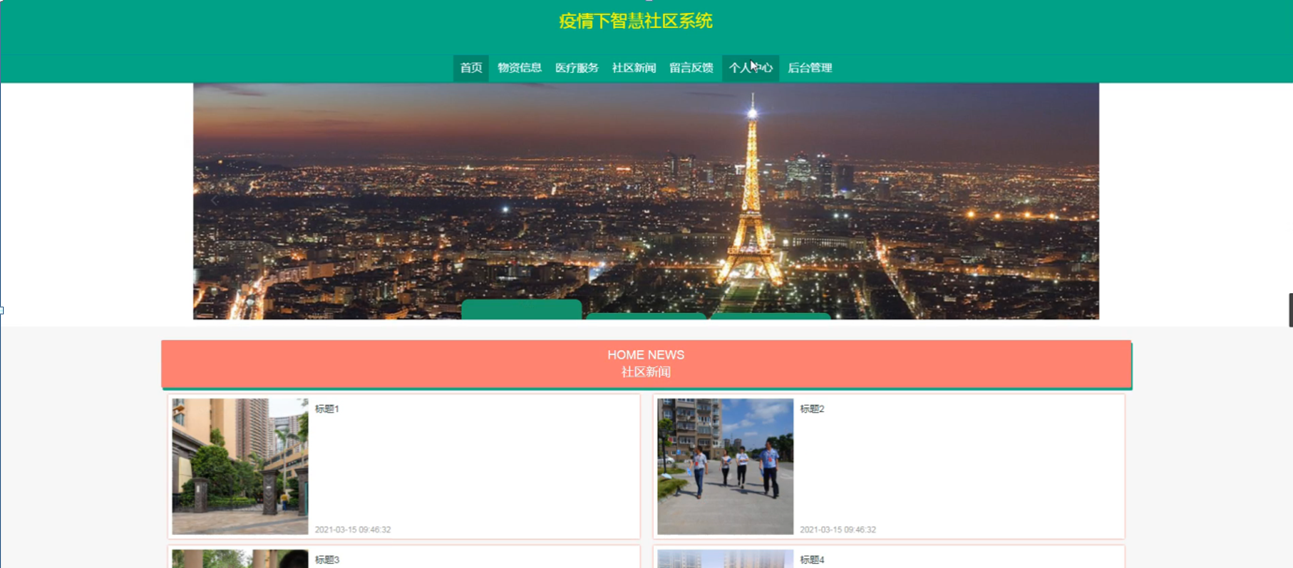 疫情下智慧社区系统
首页 物资信息 医疗服务 社区新闻 留言反馈 个人中心 后台管理
HOME NEWS
社区新闻
标题1
2021-03-15 09:46:32
标题2
2021-03-15 09:46:32
标题3
标题4